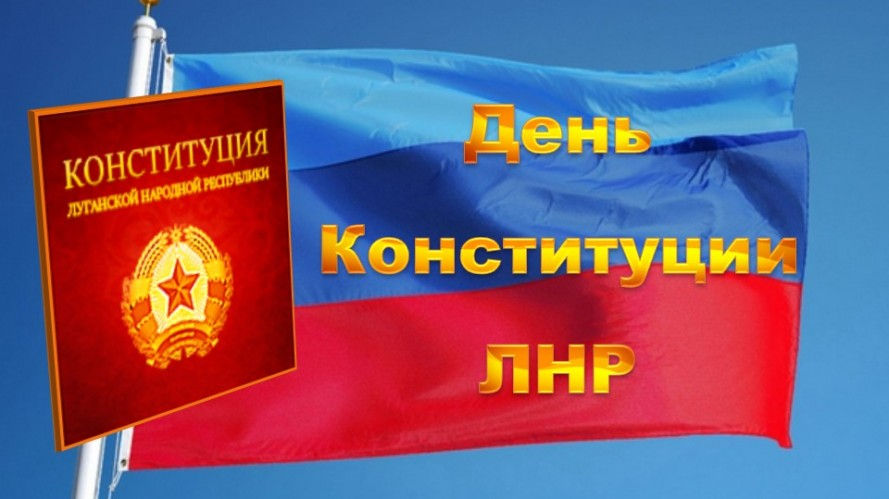 КОНСТИТУЦИЯ
ЛУГАНСКОЙ НАРОДНОЙ РЕСПУБЛИКИ
День
Конституции
ЛНР